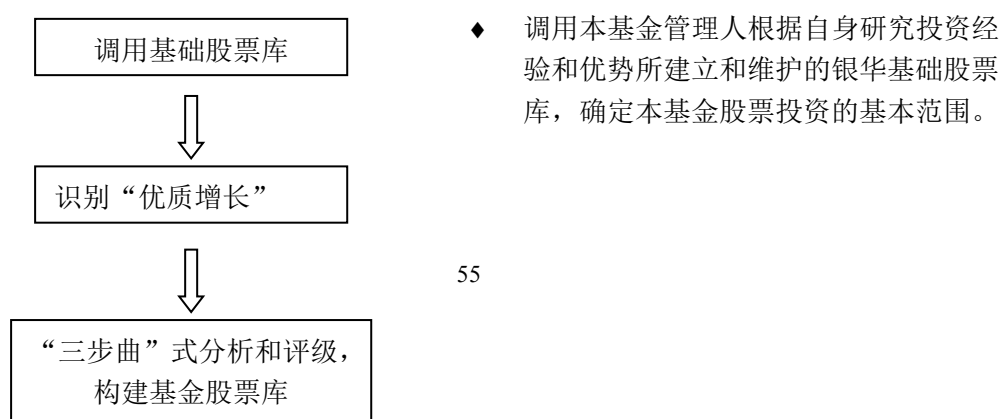 调用基础股票库
♦ 调用本基金管理人根据自身研究投资经
验和优势所建立和维护的银华基础股票
库，确定本基金股票投资的基本范围。
识别“优质增长”
55
“三步曲”式分析和评级，
构建基金股票库